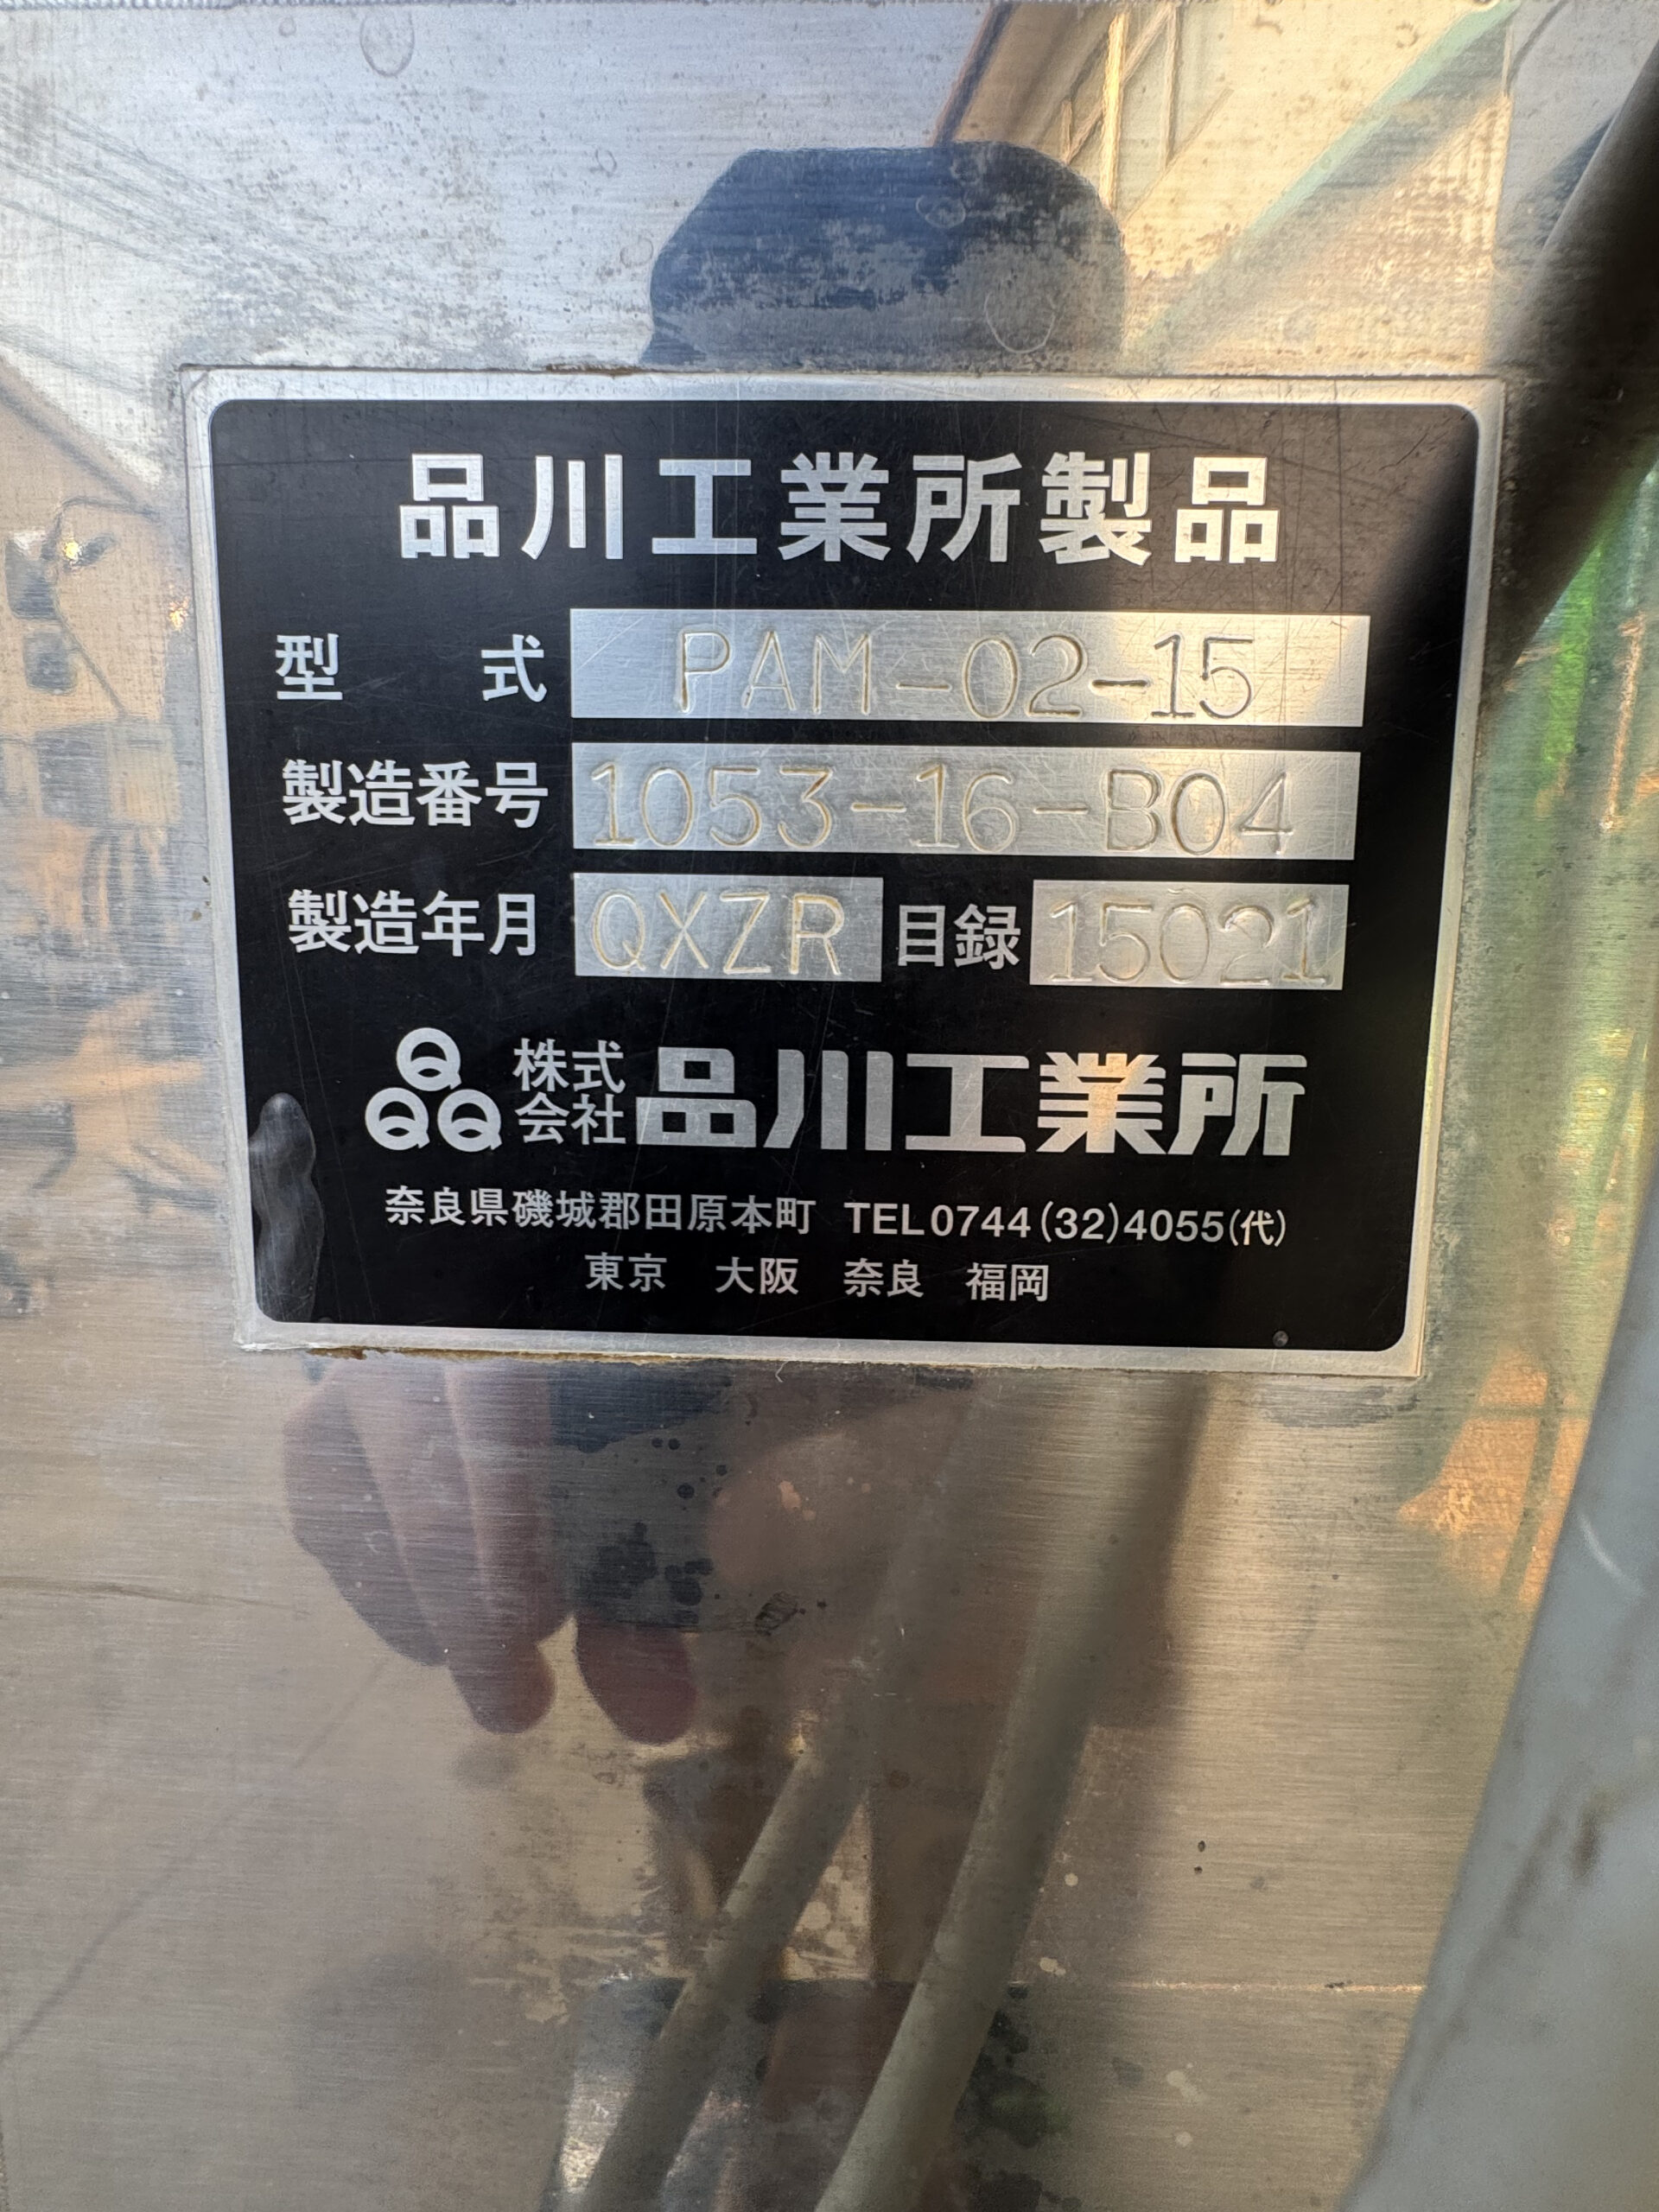 品川工業所製品
型式 PAM-02-15
製造番号 1053-16-B04
製造年月 QXZR 目録 15021
株式会社 品川工業所
奈良県磯城郡田原本町 TEL0744(32)4055(代)
東京 大阪 奈良 福岡